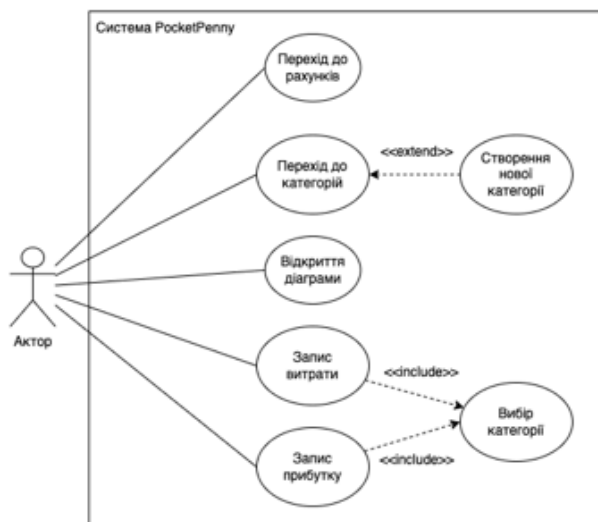 Система PocketPenny
Перехід до
рахунків
Перехід до
категорій
<<extend>>
Створення
нової
категорії
Відкриття
діаграми
Актор
Запис
витрати
<<include>>
Вибір
категорії
Запис
прибутку
<<include>>